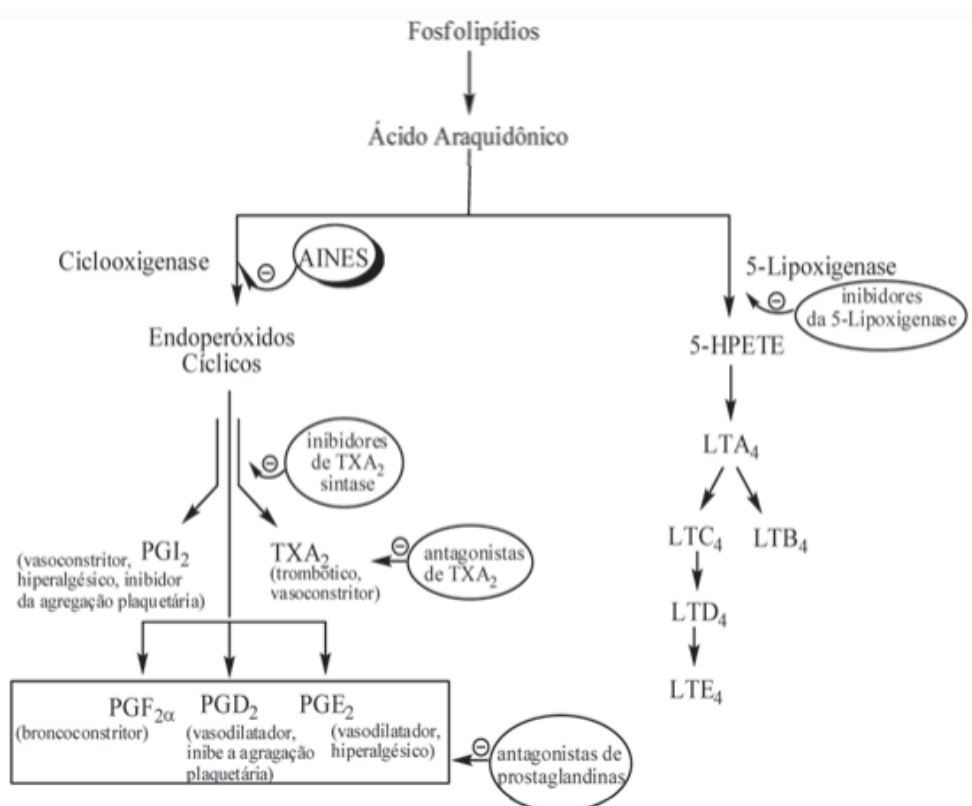 Fosfolipídios
Ácido Araquidônico
Ciclooxigenase
AINES
5-Lipoxigenase
inibidores
da 5-Lipoxigenase
Endoperóxidos
Cíclicos
5-HPETE
inibidores
de TXA₂
sintase
LTA₄
PGI₂
(vasoconstritor,
hiperalgésico, inibidor
da agregação plaquetária)
TXA₂
(trombótico,
vasoconstritor)
antagonistas
de TXA₂
LTC₄
LTB₄
LTD₄
LTE₄
PGF₂α
(broncoconstritor)
PGD₂
(vasodilatador,
inibe a agragação
plaquetária)
PGE₂
(vasodilatador,
hiperalgésico)
antagonistas de
prostaglandinas